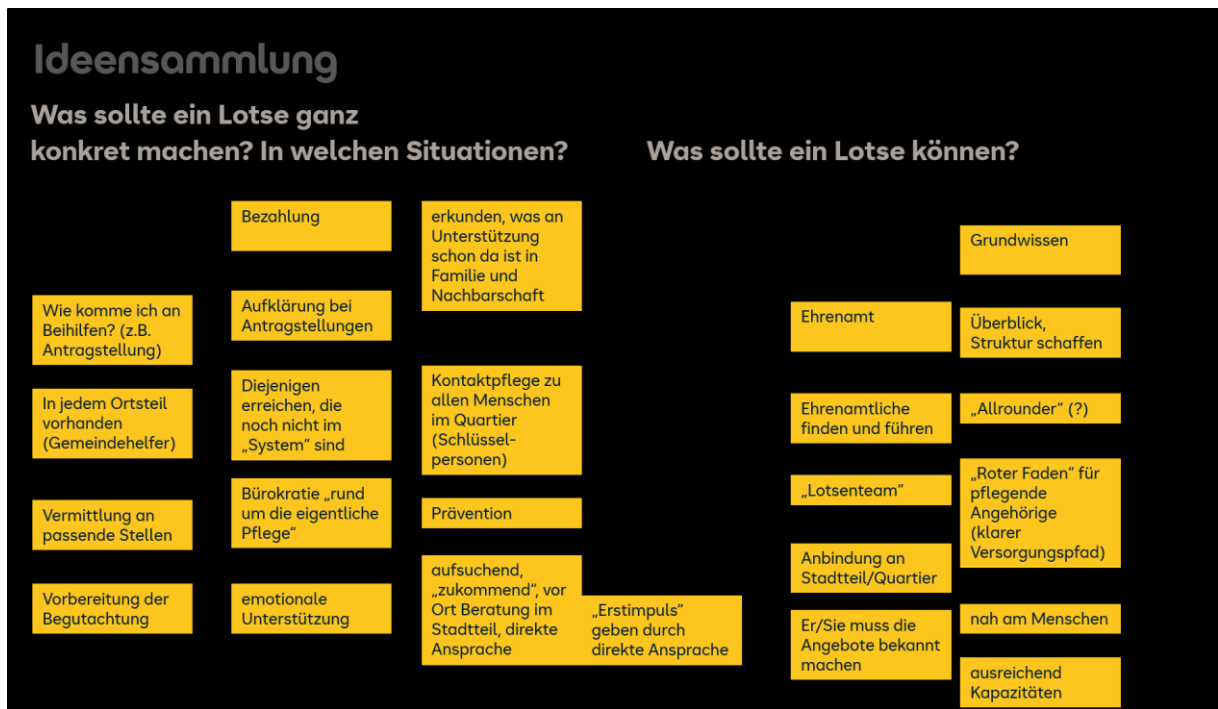 Ideensammlung
Was sollte ein Lotse ganz
konkret machen? In welchen Situationen?
Wie komme ich an
Beihilfen? (z.B.
Antragstellung)
In jedem Ortsteil
vorhanden
(Gemeindehelfer)
Vermittlung an
passende Stellen
Vorbereitung der
Begutachtung
Bezahlung
Aufklärung bei
Antragstellungen
Diejenigen
erreichen, die
noch nicht im
„System“ sind
Bürokratie „rund
um die eigentliche
Pflege“
emotionale
Unterstützung
erkunden, was an
Unterstützung
schon da ist in
Familie und
Nachbarschaft
Kontaktpflege zu
allen Menschen
im Quartier
(Schlüssel-
personen)
Prävention
aufsuchend,
„zukommend“, vor
Ort Beratung im
Stadtteil, direkte
Ansprache
„Erstimpuls“
geben durch
direkte Ansprache
Was sollte ein Lotse können?
Ehrenamt
Ehrenamtliche
finden und führen
„Lotsenteam“
Anbindung an
Stadtteil/Quartier
Er/Sie muss die
Angebote bekannt
machen
Grundwissen
Überblick,
Struktur schaffen
„Allrounder“ (?)
„Roter Faden“ für
pflegende
Angehörige
(klarer
Versorgungspfad)
nah am Menschen
ausreichend
Kapazitäten